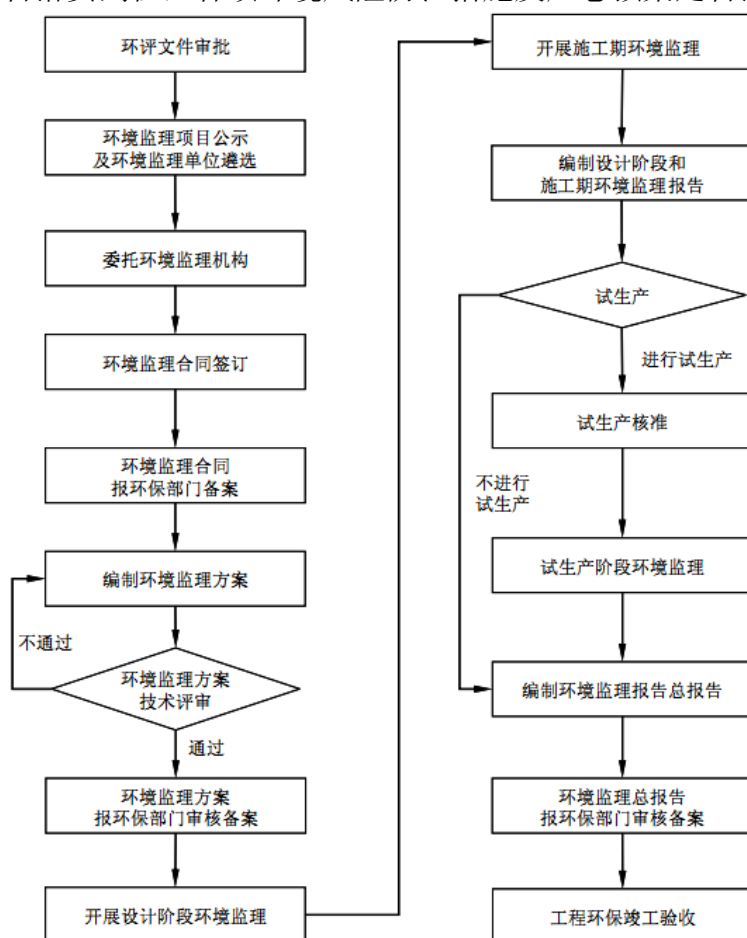 环评文件审批
环境监理项目公示
及环境监理单位遴选
委托环境监理机构
环境监理合同签订
环境监理合同
报环保部门备案
编制环境监理方案
不通过
环境监理方案
技术评审
通过
环境监理方案
报环保部门审核备案
开展设计阶段环境监理
开展施工期环境监理
编制设计阶段和
施工期环境监理报告
试生产
进行试生产
试生产核准
不进行
试生产
试生产阶段环境监理
编制环境监理报告总报告
环境监理总报告
报环保部门审核备案
工程环保竣工验收